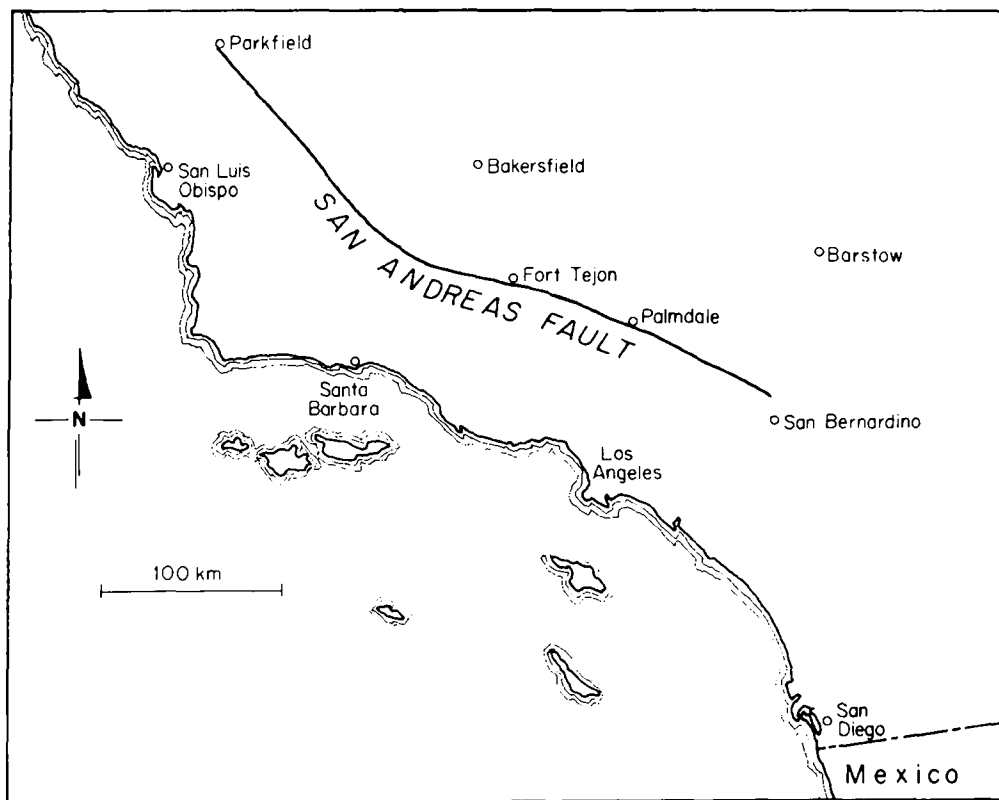 Parkfield
San Luis
Obispo
Bakersfield
SAN ANDREAS FAULT
Barstow
Fort Tejon
Palmdale
Santa
Barbara
San Bernardino
N
Los
Angeles
100 km
San
Diego
Mexico